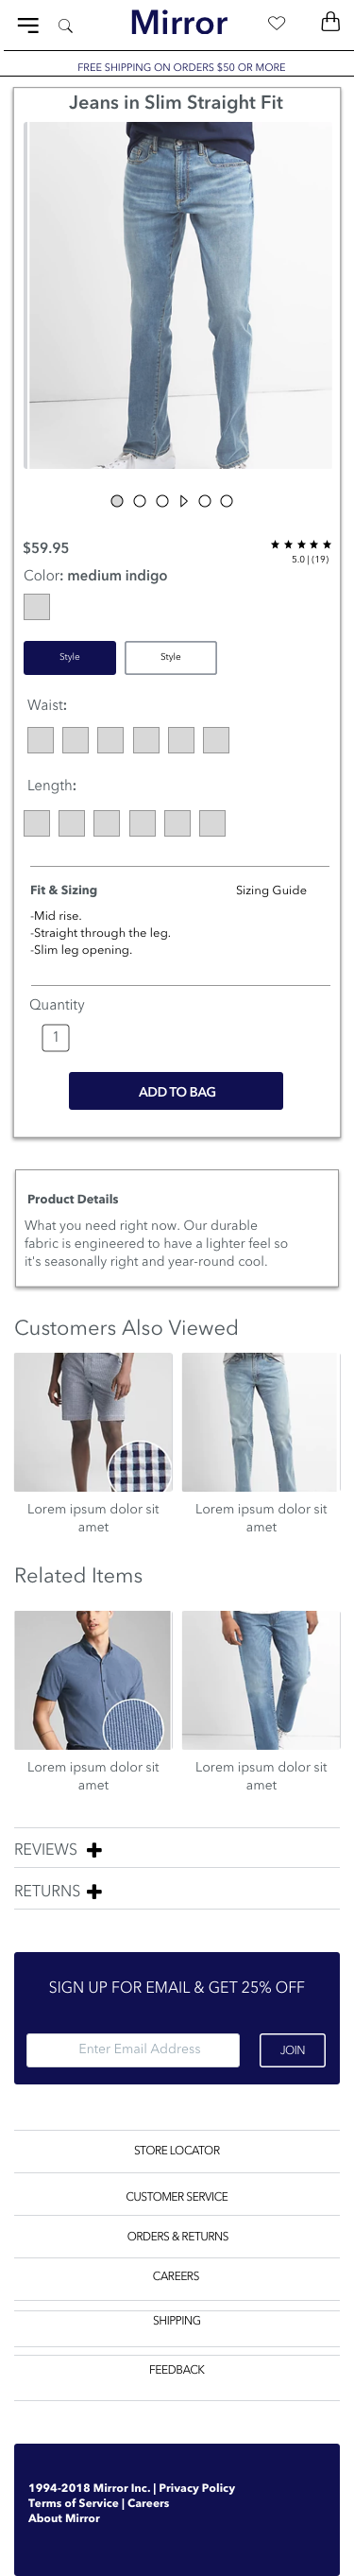 Mirror
FREE SHIPPING ON ORDERS $50 OR MORE
Jeans in Slim Straight Fit
$59.95
5.0 | (19)
Color: medium indigo
Style Style
Waist:
Length:
Fit & Sizing Sizing Guide
-Mid rise.
-Straight through the leg.
-Slim leg opening.
Quantity
1
ADD TO BAG
Product Details
What you need right now. Our durable
fabric is engineered to have a lighter feel so
it's seasonally right and year-round cool.
Customers Also Viewed
Lorem ipsum dolor sit
amet
Lorem ipsum dolor sit
amet
Related Items
Lorem ipsum dolor sit
amet
Lorem ipsum dolor sit
amet
REVIEWS
RETURNS
SIGN UP FOR EMAIL & GET 25% OFF
Enter Email Address JOIN
STORE LOCATOR
CUSTOMER SERVICE
ORDERS & RETURNS
CAREERS
SHIPPING
FEEDBACK
1994-2018 Mirror Inc. | Privacy Policy
Terms of Service | Careers
About Mirror